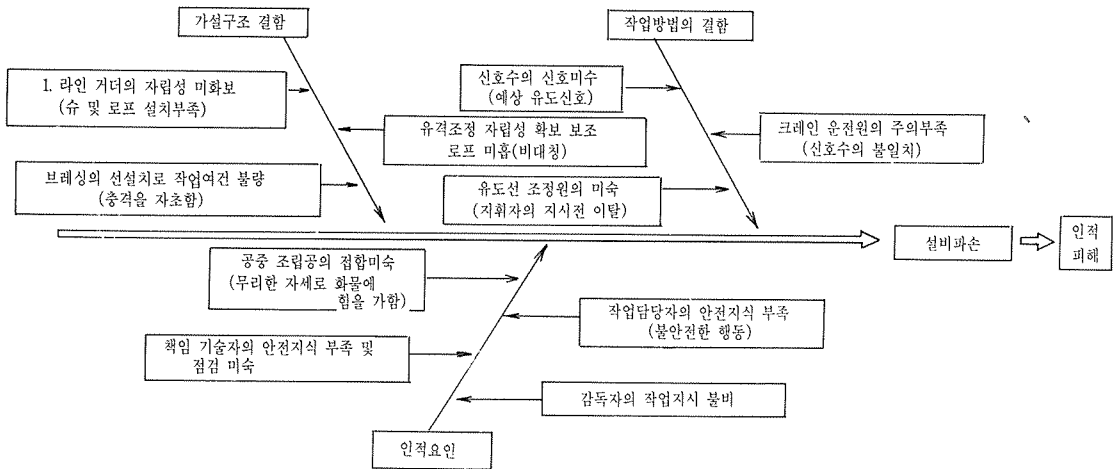 가설구조 결함
작업방법의 결함
1. 라인 거더의 자립성 미화보
(슈 및 로프 설치부족)
신호수의 신호미수
(예상 유도신호)
유격조정 자립성 확보 보조
로프 미흡(비대칭)
크레인 운전원의 주의부족
(신호수의 불일치)
브레싱의 선설치로 작업여건 불량
(충격을 자초함)
유도선 조정원의 미숙
(지휘자의 지시전 이탈)
설비파손
인적
피해
공중 조립공의 접합미숙
(무리한 자세로 화물에
힘을 가함)
작업담당자의 안전지식 부족
(불안전한 행동)
책임 기술자의 안전지식 부족 및
점검 미숙
감독자의 작업지시 불비
인적요인